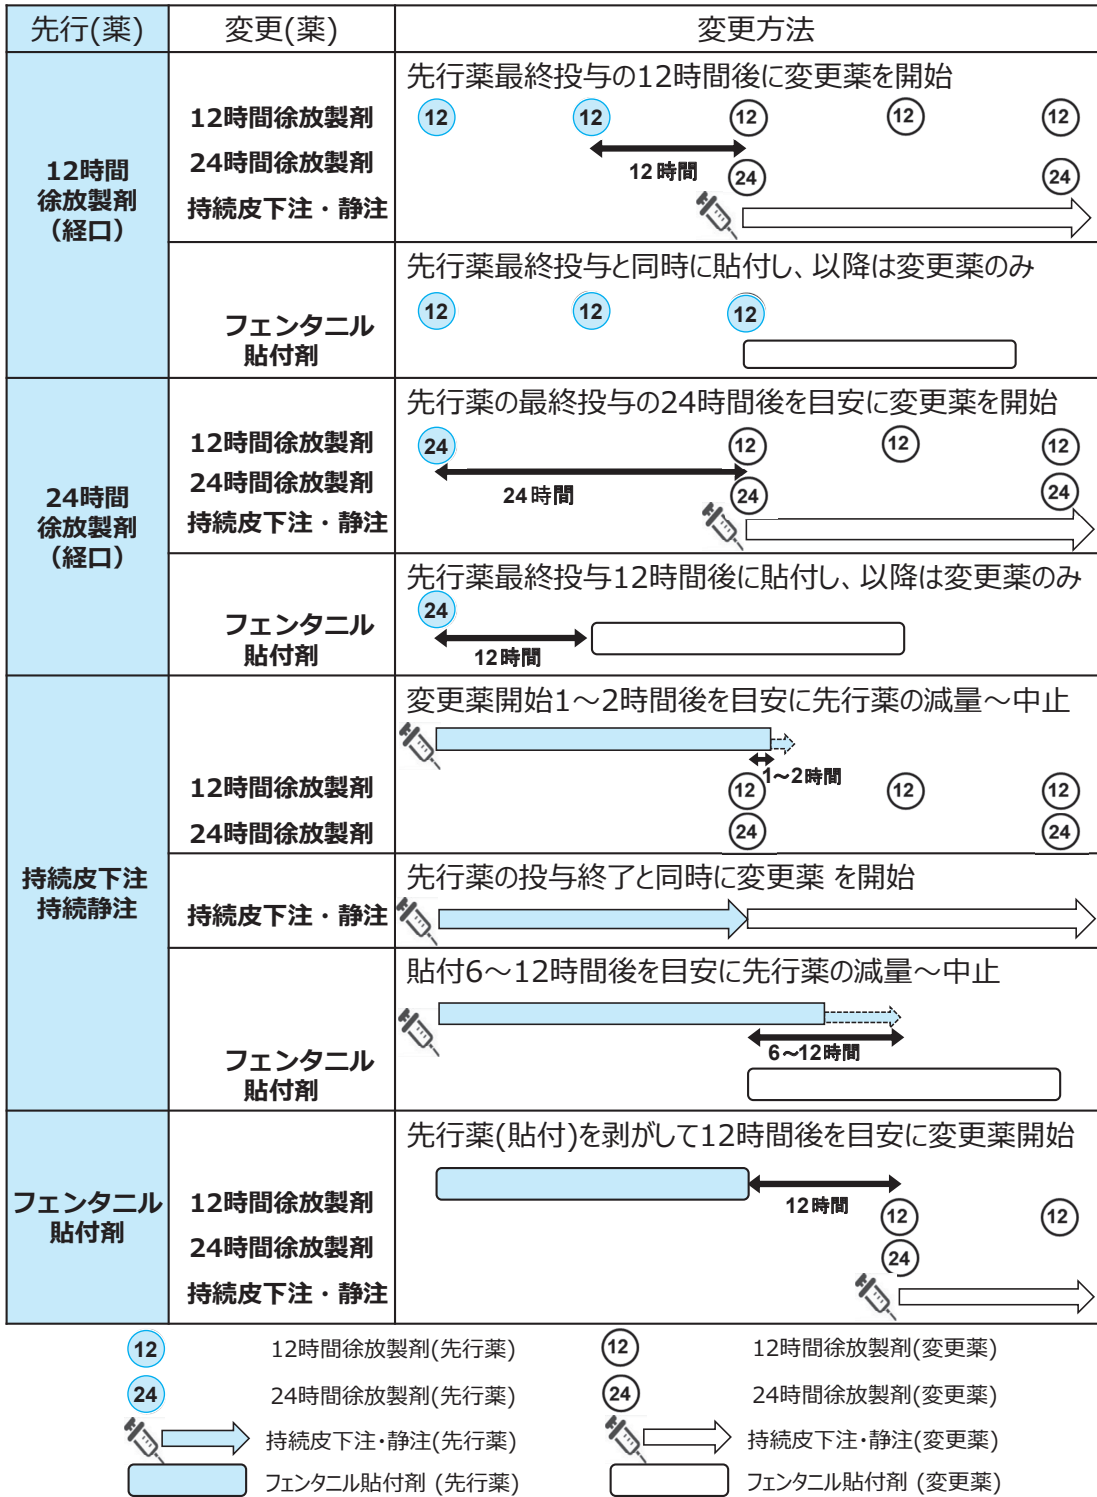 先行(薬) 変更(薬) 変更方法
12時間
徐放製剤
（経口）
12時間徐放製剤
24時間徐放製剤
持続皮下注・静注
先行薬最終投与の12時間後に変更薬を開始
12 12 12 12 12
12時間
24 24
フェンタニル
貼付剤
先行薬最終投与と同時に貼付し、以降は変更薬のみ
12 12 12
24時間
徐放製剤
（経口）
12時間徐放製剤
24時間徐放製剤
持続皮下注・静注
先行薬の最終投与の24時間後を目安に変更薬を開始
24 12 12 12
24時間
24 24
フェンタニル
貼付剤
先行薬最終投与12時間後に貼付し、以降は変更薬のみ
24
12時間
持続皮下注
持続静注
12時間徐放製剤
24時間徐放製剤
変更薬開始1～2時間後を目安に先行薬の減量～中止
1～2時間
12 12 12
24 24
持続皮下注・静注
先行薬の投与終了と同時に変更薬 を開始
フェンタニル
貼付剤
貼付6～12時間後を目安に先行薬の減量～中止
6～12時間
フェンタニル
貼付剤
12時間徐放製剤
24時間徐放製剤
持続皮下注・静注
先行薬(貼付)を剥がして12時間後を目安に変更薬開始
12時間
12 12
24
12 12時間徐放製剤(先行薬) 12 12時間徐放製剤(変更薬)
24 24時間徐放製剤(先行薬) 24 24時間徐放製剤(変更薬)
持続皮下注・静注(先行薬) 持続皮下注・静注(変更薬)
フェンタニル貼付剤 (先行薬) フェンタニル貼付剤 (変更薬)